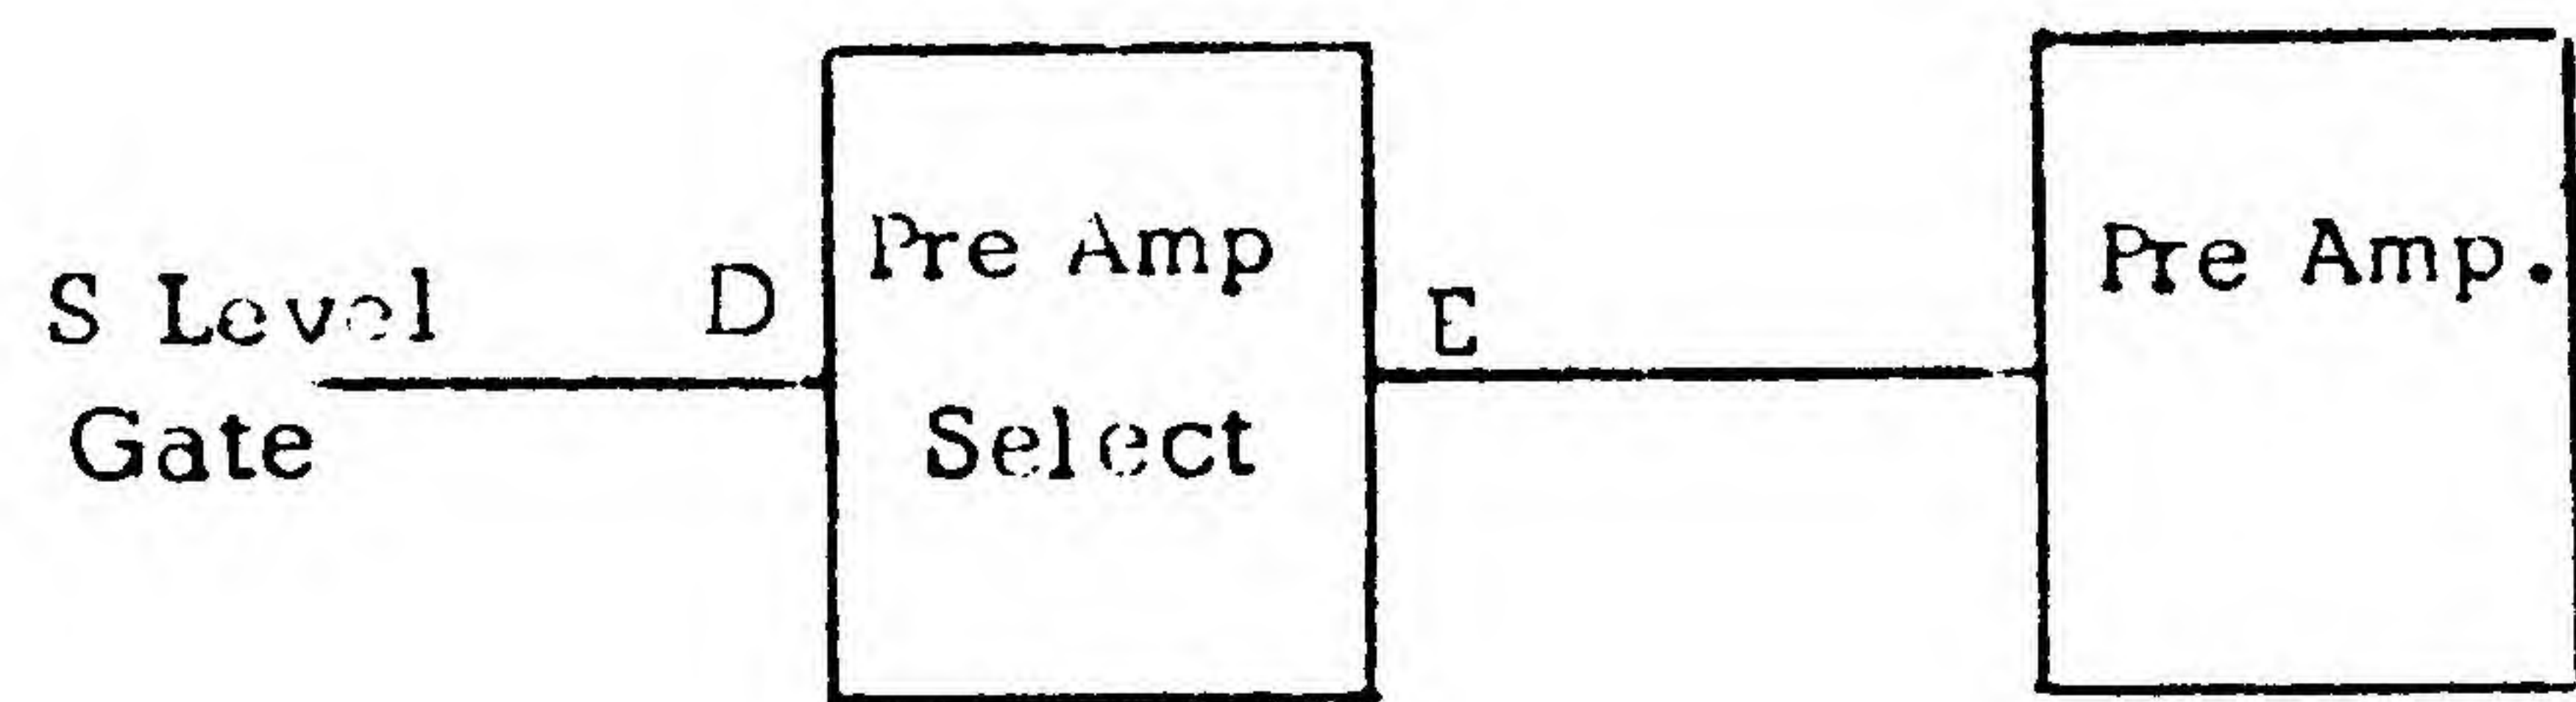 S Level
Gate
D
Pre Amp
Select
E
Pre Amp.